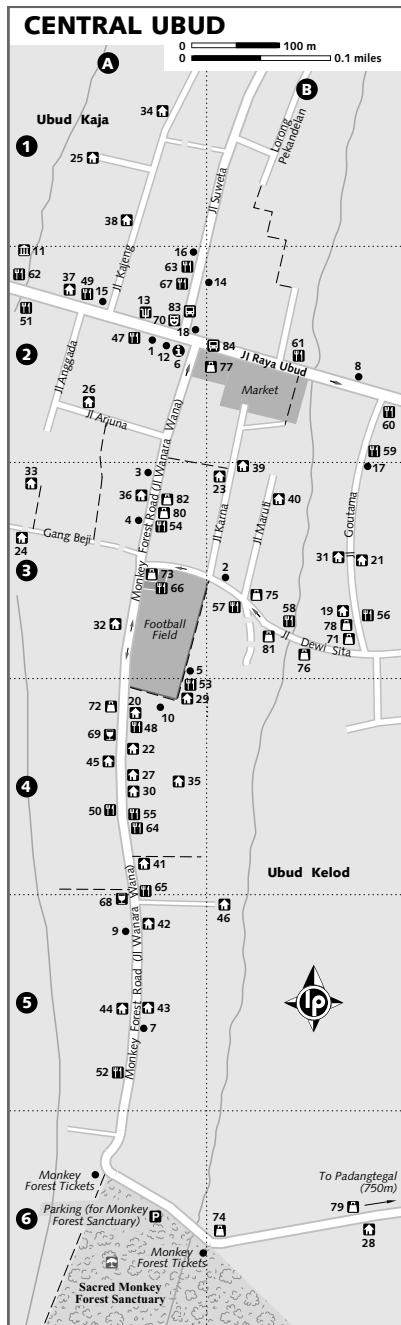 CENTRAL UBUD
0 100 m
0 0.1 miles
A
B
Ubud Kaja
34
1
Lorong
Pekandelan
25
Jl Suweta
38
Jl Kajeng
11
16
62
63
37
49
67
14
15
13
83
51
70
18
61
47
84
2
1
12
6
77
Jl Raya Ubud
8
Market
Jl Anggada
26
60
Jl Arjuna
59
33
3
39
17
23
36
82
40
80
4
54
Monkey Forest Road (Jl Wanara Wana)
Jl Karna
Jl Maruti
Jl Goutama
24
Gang Beji
31
21
3
73
2
66
75
57
58
19
56
32
Football
Field
78
71
81
Jl Dewi Sita
76
5
53
20
29
72
10
48
69
22
45
27
35
4
30
50
55
64
41
Ubud Kelod
65
68
46
42
9
Monkey Forest Road (Jl Wanara Wana)
lp
5
44
43
7
52
Monkey
Forest Tickets
To Padangtegal
(750m)
Parking (for Monkey
Forest Sanctuary)
P
74
79
6
28
Monkey
Forest Tickets
Sacred Monkey
Forest Sanctuary